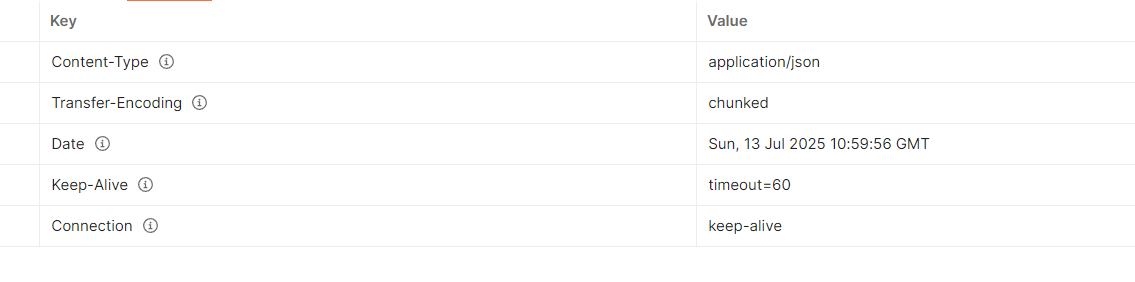 Key Value
Content-Type application/json
Transfer-Encoding chunked
Date Sun, 13 Jul 2025 10:59:56 GMT
Keep-Alive timeout=60
Connection keep-alive